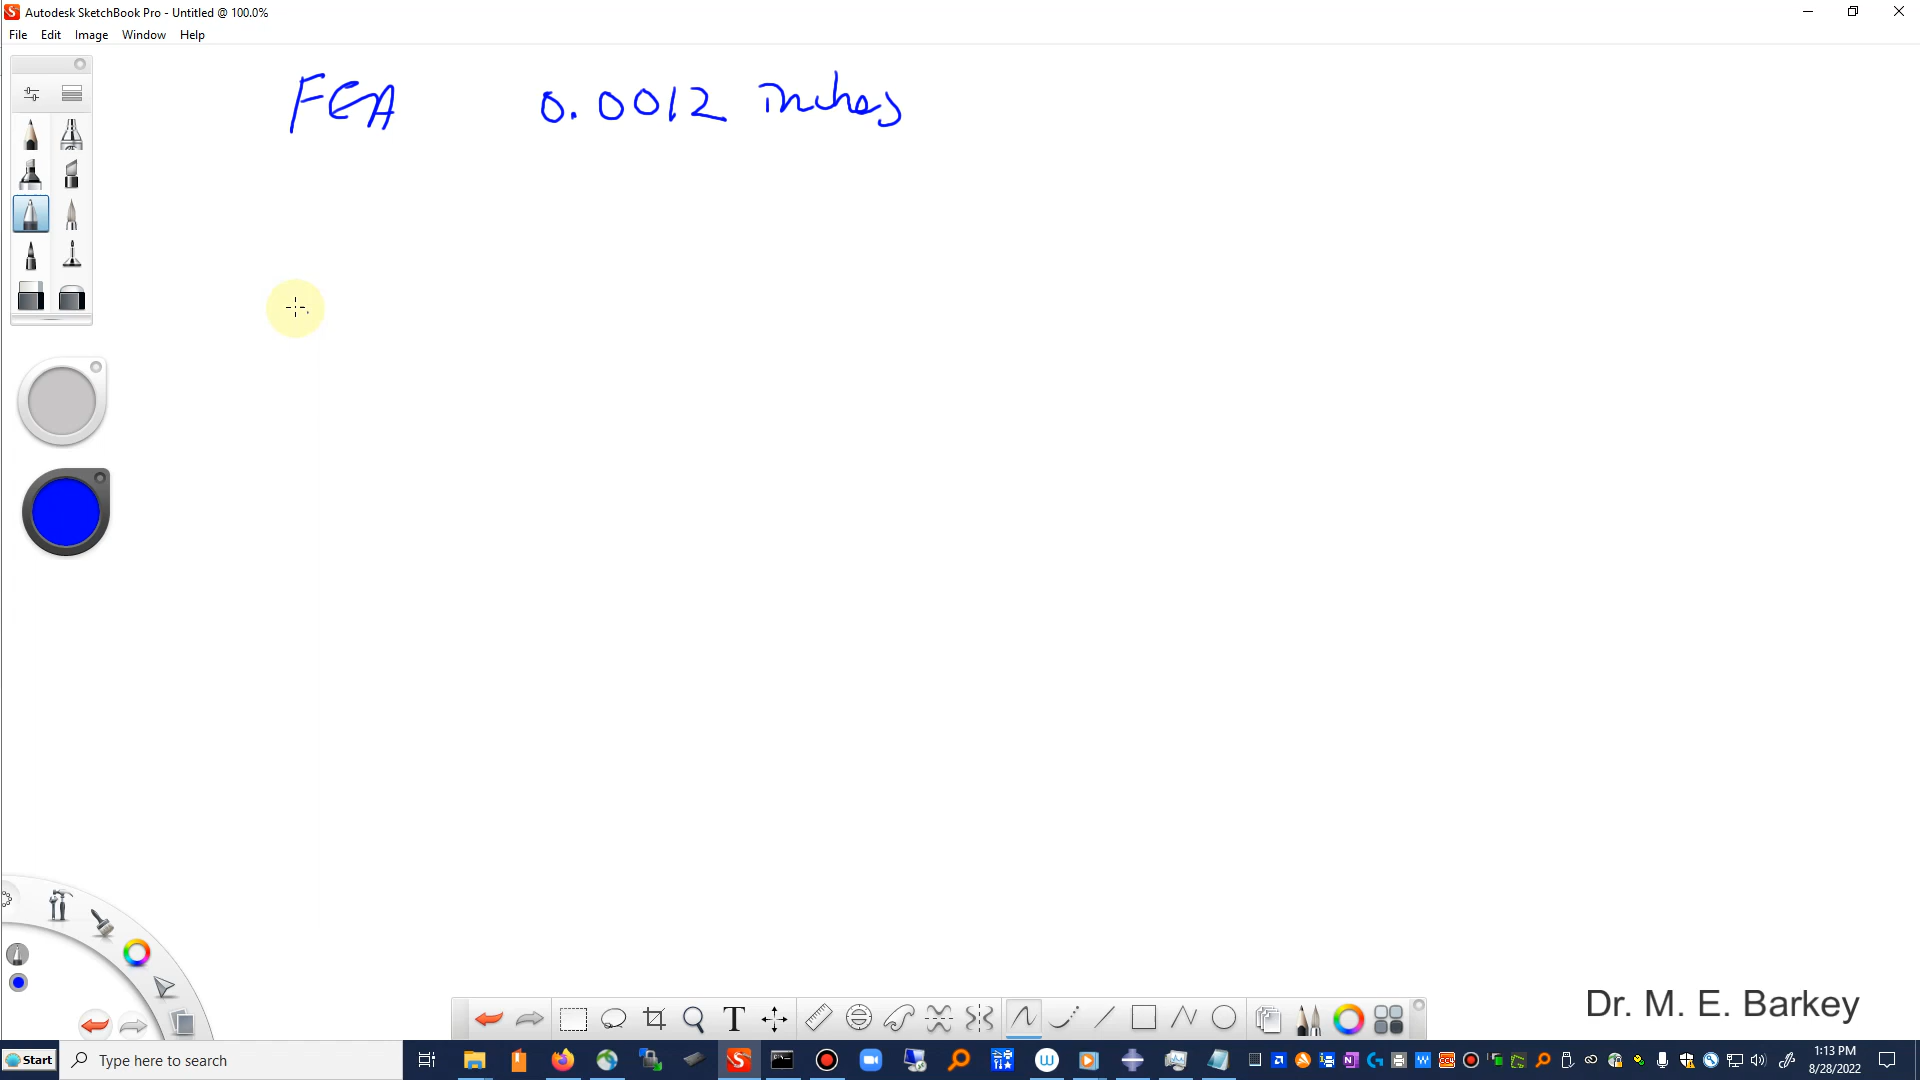 Autodesk SketchBook Pro - Untitled @ 100.0%
File Edit Image Window Help
FEA 0.0012 inches
Dr. M. E. Barkey
Start Type here to search
1:13 PM
8/28/2022